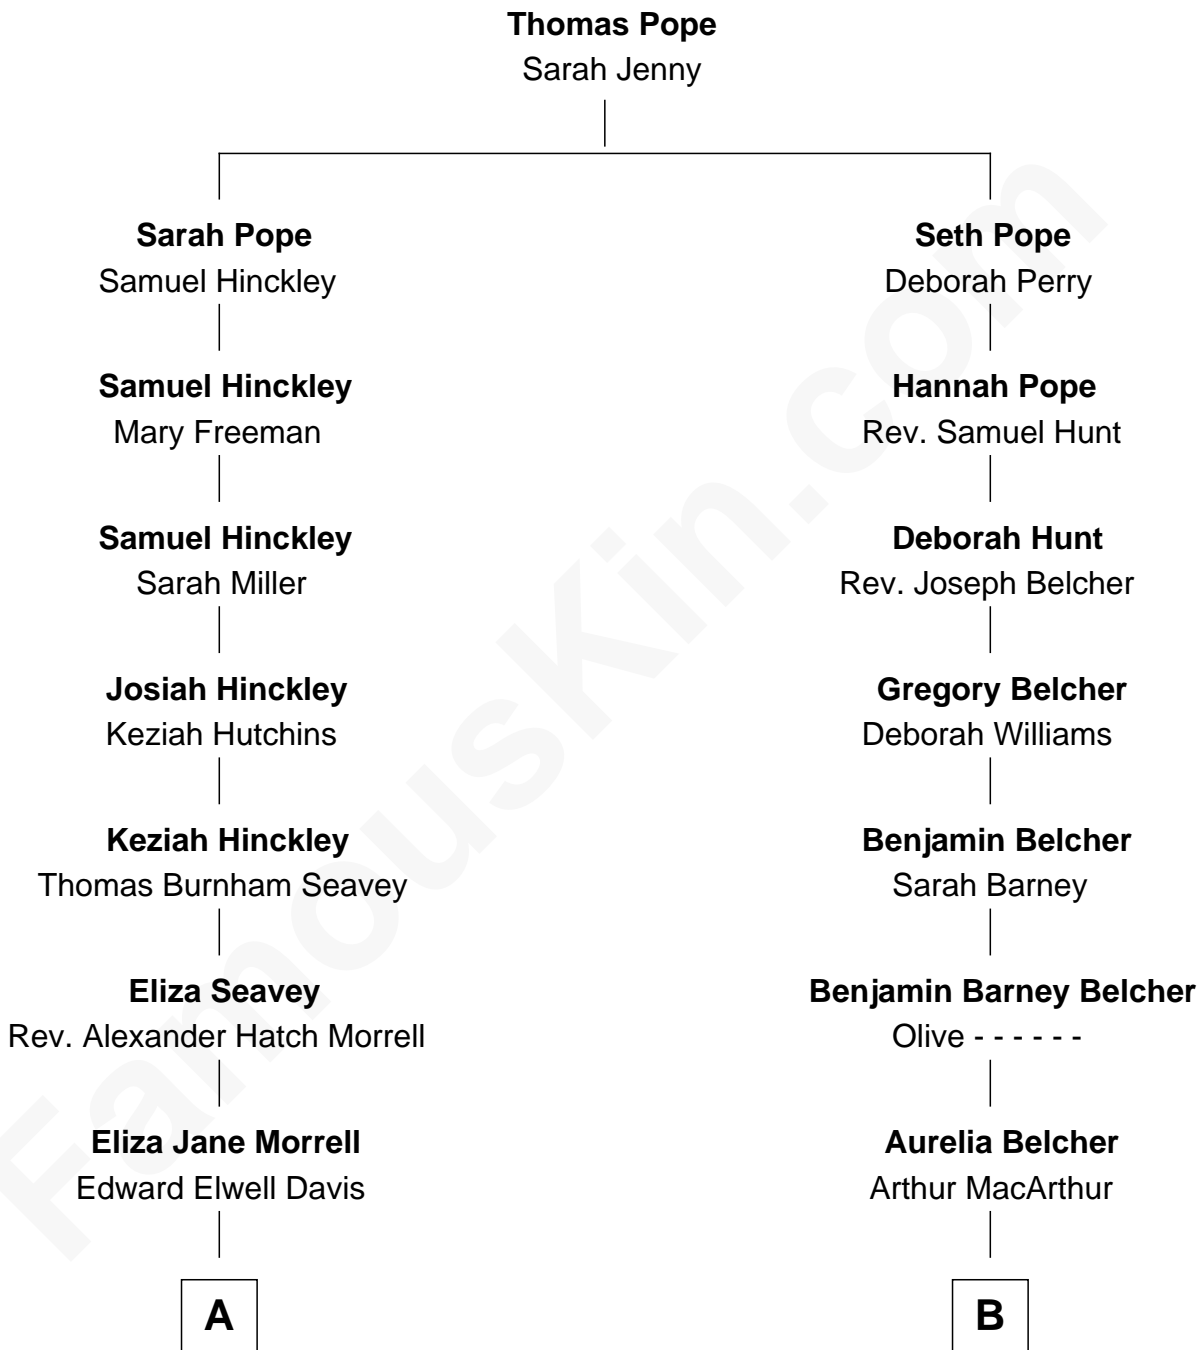 Thomas Pope
Sarah Jenny
Sarah Pope
Samuel Hinckley
Samuel Hinckley
Mary Freeman
Samuel Hinckley
Sarah Miller
Josiah Hinckley
Keziah Hutchins
Keziah Hinckley
Thomas Burnham Seavey
Eliza Seavey
Rev. Alexander Hatch Morrell
Eliza Jane Morrell
Edward Elwell Davis
A
Seth Pope
Deborah Perry
Hannah Pope
Rev. Samuel Hunt
Deborah Hunt
Rev. Joseph Belcher
Gregory Belcher
Deborah Williams
Benjamin Belcher
Sarah Barney
Benjamin Barney Belcher
Olive - - - - - -
Aurelia Belcher
Arthur MacArthur
B
FamousKin.com